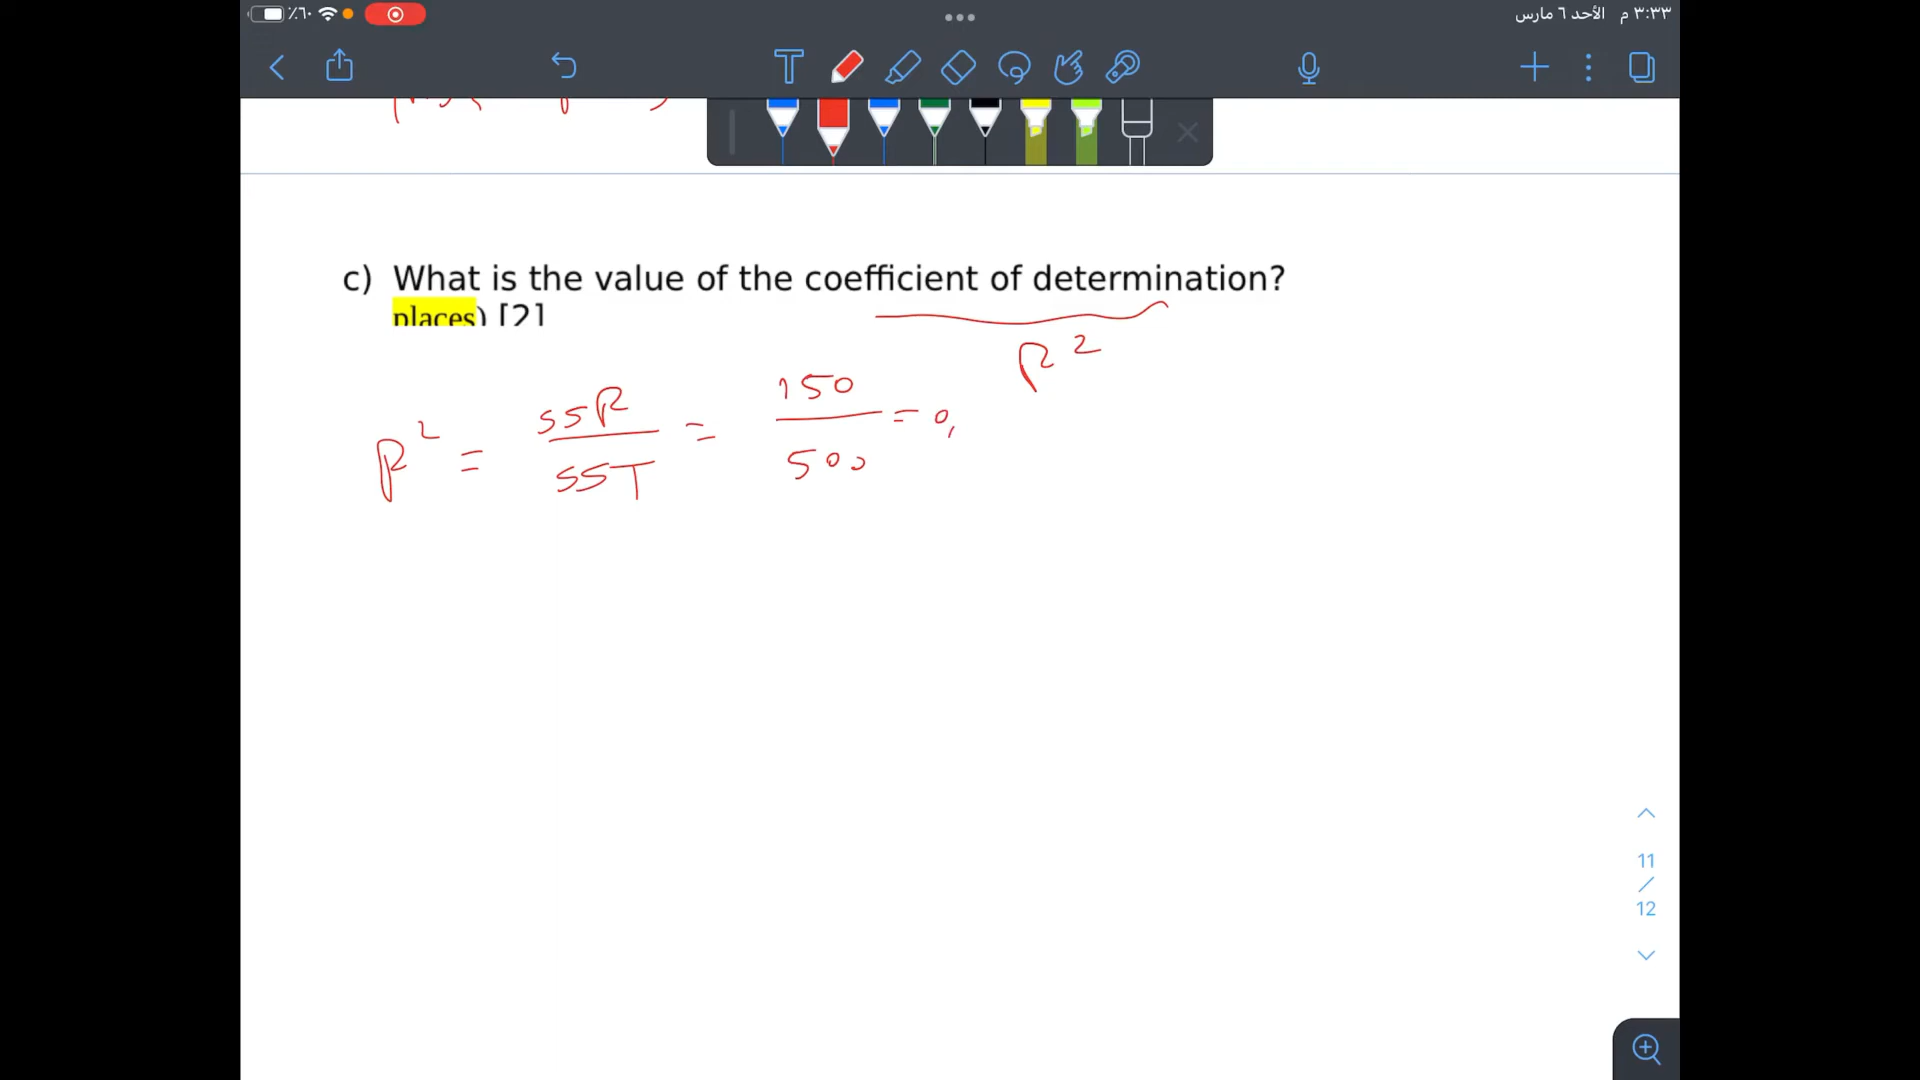 ٪٦٠
٣:٣٣ م الأحد ٦ مارس
c) What is the value of the coefficient of determination?
places) [2]
R²
R² = SSR / SST = 150 / 500 = 0,
11
/
12